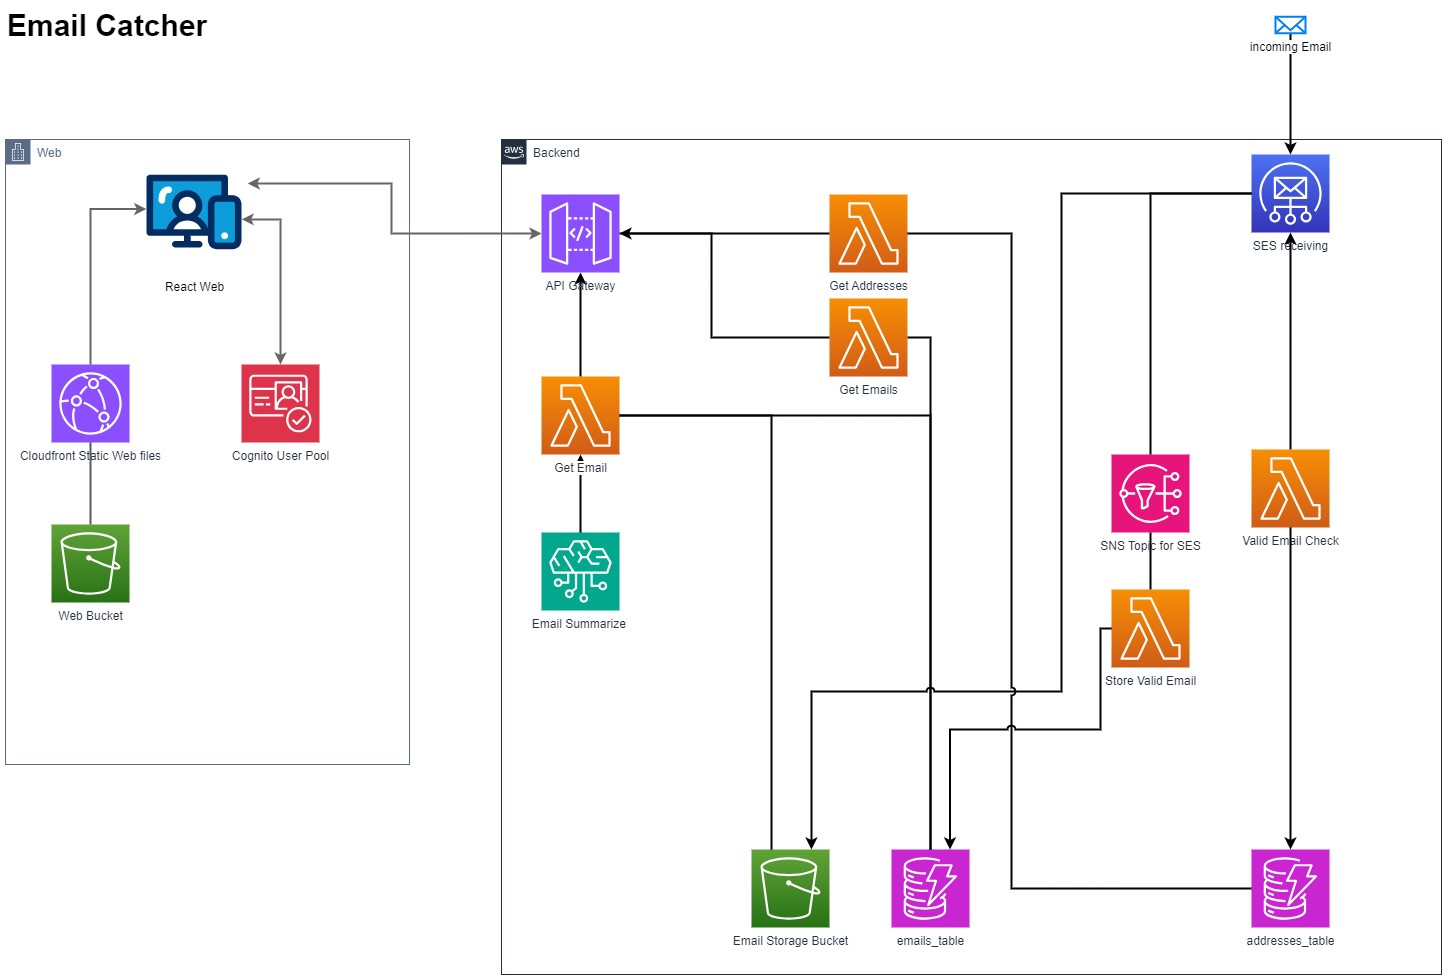 Email Catcher
incoming Email
Web
aws
Backend
SES receiving
React Web
API Gateway
</>
Get Addresses
Get Emails
Cloudfront Static Web files
Cognito User Pool
Get Email
SNS Topic for SES
Valid Email Check
Web Bucket
Email Summarize
Store Valid Email
Email Storage Bucket
emails_table
addresses_table